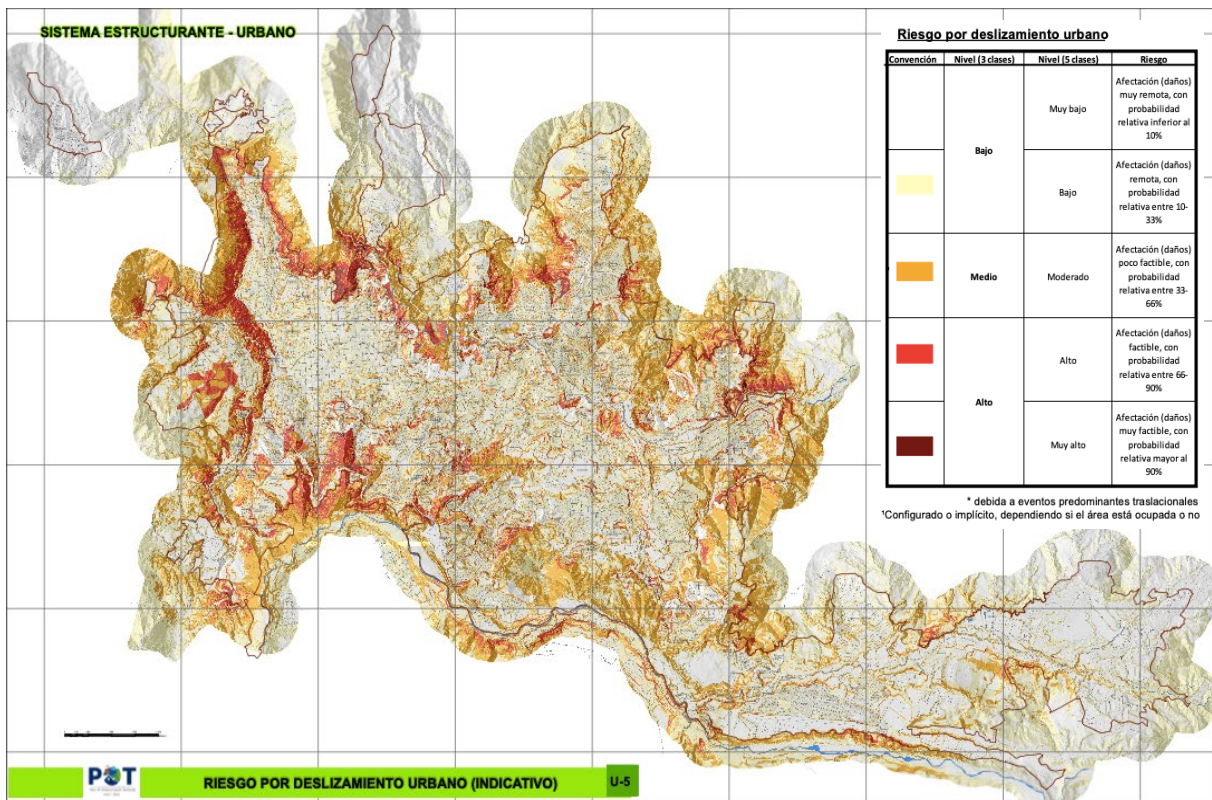 SISTEMA ESTRUCTURANTE - URBANO
Riesgo por deslizamiento urbano
Convención Nivel (3 clases) Nivel (5 clases) Riesgo
Bajo
Muy bajo
Afectación (daños)
muy remota, con
probabilidad
relativa inferior al
10%
Bajo
Afectación (daños)
remota, con
probabilidad
relativa entre 10-
33%
Medio
Moderado
Afectación (daños)
poco factible, con
probabilidad
relativa entre 33-
66%
Alto
Alto
Afectación (daños)
factible, con
probabilidad
relativa entre 66-
90%
Muy alto
Afectación (daños)
muy factible, con
probabilidad
relativa mayor al
90%
* debida a eventos predominantes traslacionales
¹Configurado o implícito, dependiendo si el área está ocupada o no
POT
RIESGO POR DESLIZAMIENTO URBANO (INDICATIVO)
U-5